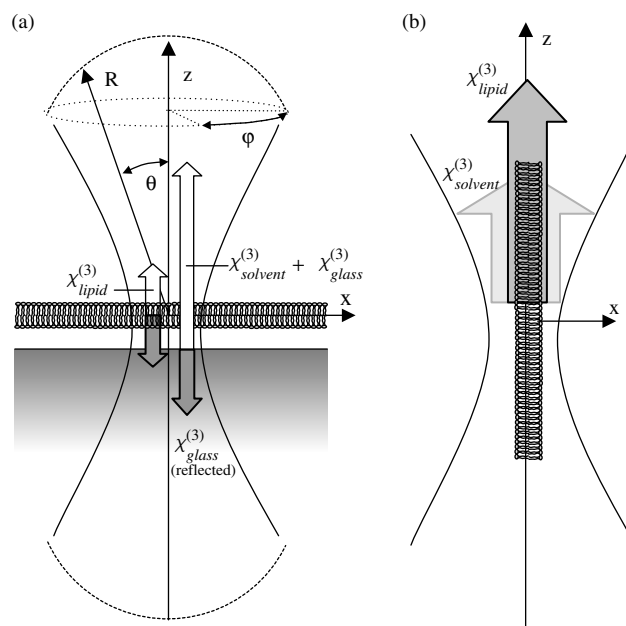 (a)
R
z
φ
θ
χ(3)lipid
χ(3)solvent + χ(3)glass
x
χ(3)glass
(reflected)
(b)
z
χ(3)lipid
χ(3)solvent
x